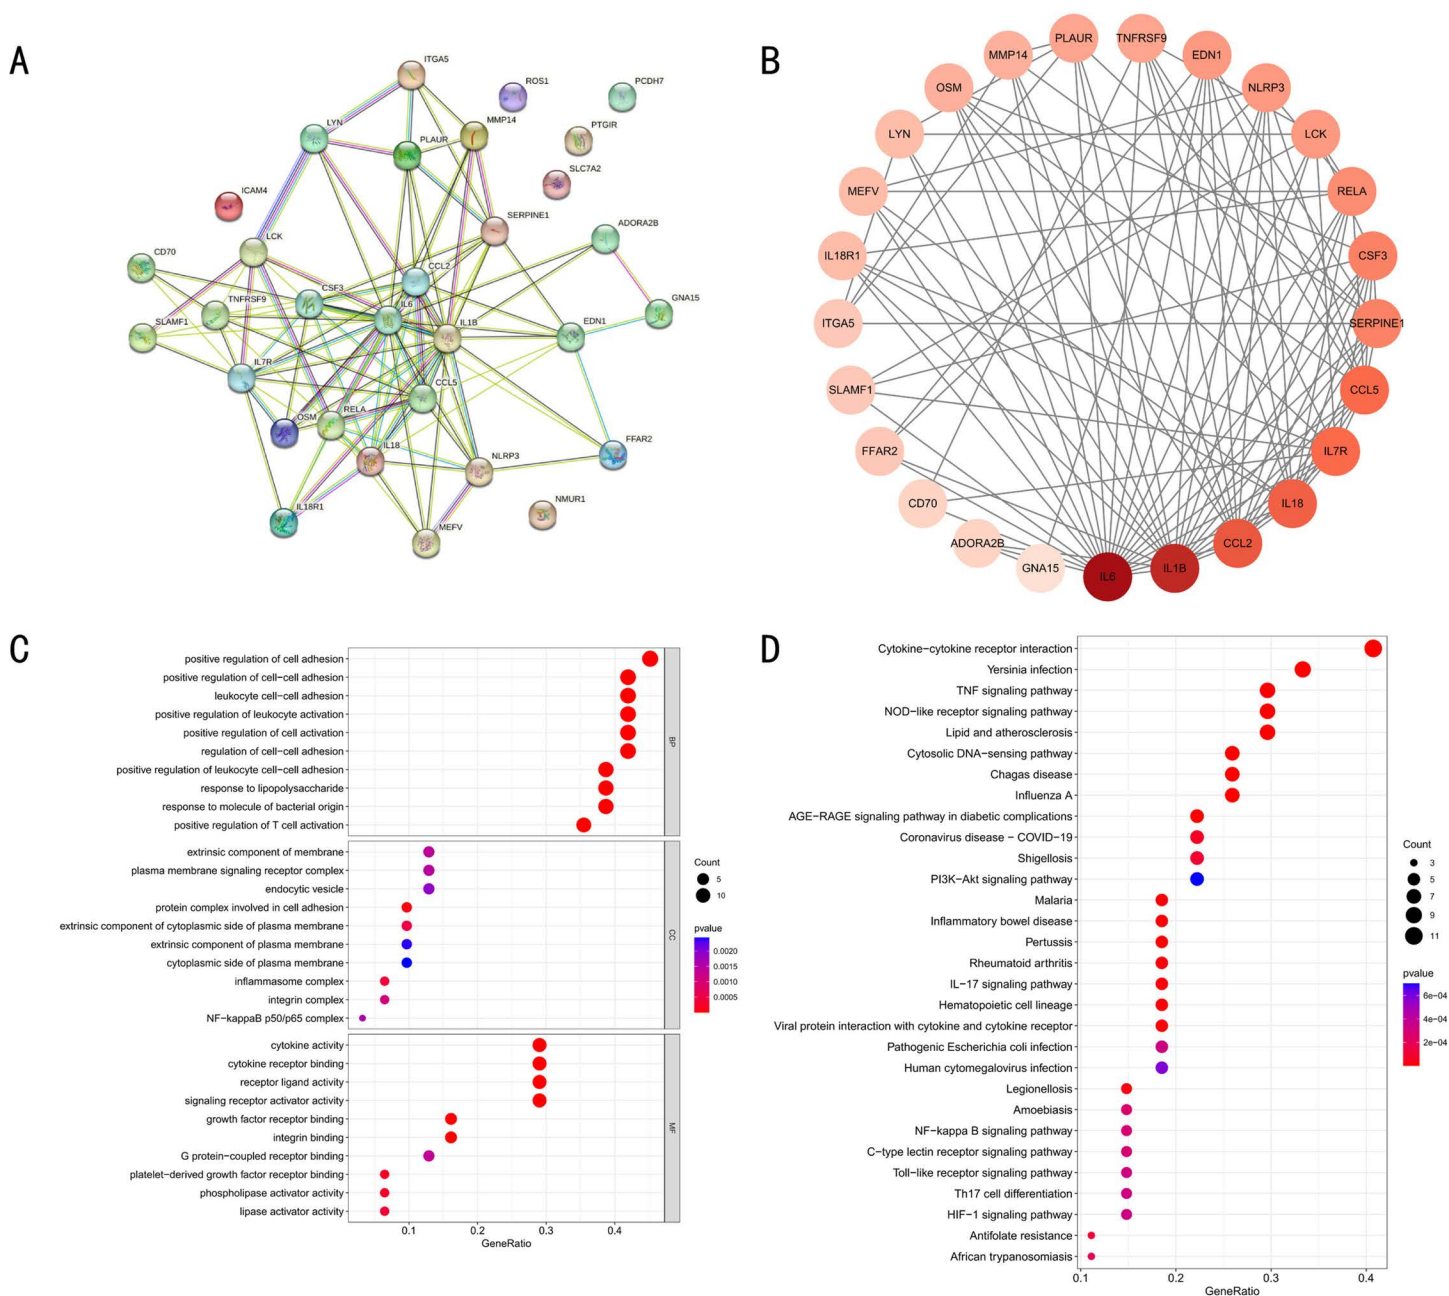 A
ITGA5
ROS1
PCDH7
LYN
MMP14
PTGIR
PLAUR
SLC7A2
ICAM4
SERPINE1
ADORA2B
LCK
CD70
CCL2
CSF3
TNFRSF9
IL6
GNA15
SLAMF1
IL1B
EDN1
IL7R
CCL5
OSM
RELA
IL18
FFAR2
NLRP3
NMUR1
IL18R1
MEFV
B
PLAUR
TNFRSF9
MMP14
EDN1
OSM
NLRP3
LYN
LCK
MEFV
RELA
IL18R1
CSF3
ITGA5
SERPINE1
SLAMF1
CCL5
FFAR2
IL7R
CD70
IL18
ADORA2B
CCL2
GNA15
IL6
IL1B
C
positive regulation of cell adhesion
positive regulation of cell−cell adhesion
leukocyte cell−cell adhesion
positive regulation of leukocyte activation
positive regulation of cell activation
regulation of cell−cell adhesion
positive regulation of leukocyte cell−cell adhesion
response to lipopolysaccharide
response to molecule of bacterial origin
positive regulation of T cell activation
BP
extrinsic component of membrane
plasma membrane signaling receptor complex
endocytic vesicle
protein complex involved in cell adhesion
extrinsic component of cytoplasmic side of plasma membrane
extrinsic component of plasma membrane
cytoplasmic side of plasma membrane
inflammasome complex
integrin complex
NF−kappaB p50/p65 complex
CC
cytokine activity
cytokine receptor binding
receptor ligand activity
signaling receptor activator activity
growth factor receptor binding
integrin binding
G protein−coupled receptor binding
platelet−derived growth factor receptor binding
phospholipase activator activity
lipase activator activity
MF
0.1 0.2 0.3 0.4
GeneRatio
Count
5
10
pvalue
0.0020
0.0015
0.0010
0.0005
D
Cytokine−cytokine receptor interaction
Yersinia infection
TNF signaling pathway
NOD−like receptor signaling pathway
Lipid and atherosclerosis
Cytosolic DNA−sensing pathway
Chagas disease
Influenza A
AGE−RAGE signaling pathway in diabetic complications
Coronavirus disease − COVID−19
Shigellosis
PI3K−Akt signaling pathway
Malaria
Inflammatory bowel disease
Pertussis
Rheumatoid arthritis
IL−17 signaling pathway
Hematopoietic cell lineage
Viral protein interaction with cytokine and cytokine receptor
Pathogenic Escherichia coli infection
Human cytomegalovirus infection
Legionellosis
Amoebiasis
NF−kappa B signaling pathway
C−type lectin receptor signaling pathway
Toll−like receptor signaling pathway
Th17 cell differentiation
HIF−1 signaling pathway
Antifolate resistance
African trypanosomiasis
0.1 0.2 0.3 0.4
GeneRatio
Count
3
5
7
9
11
pvalue
6e−04
4e−04
2e−04